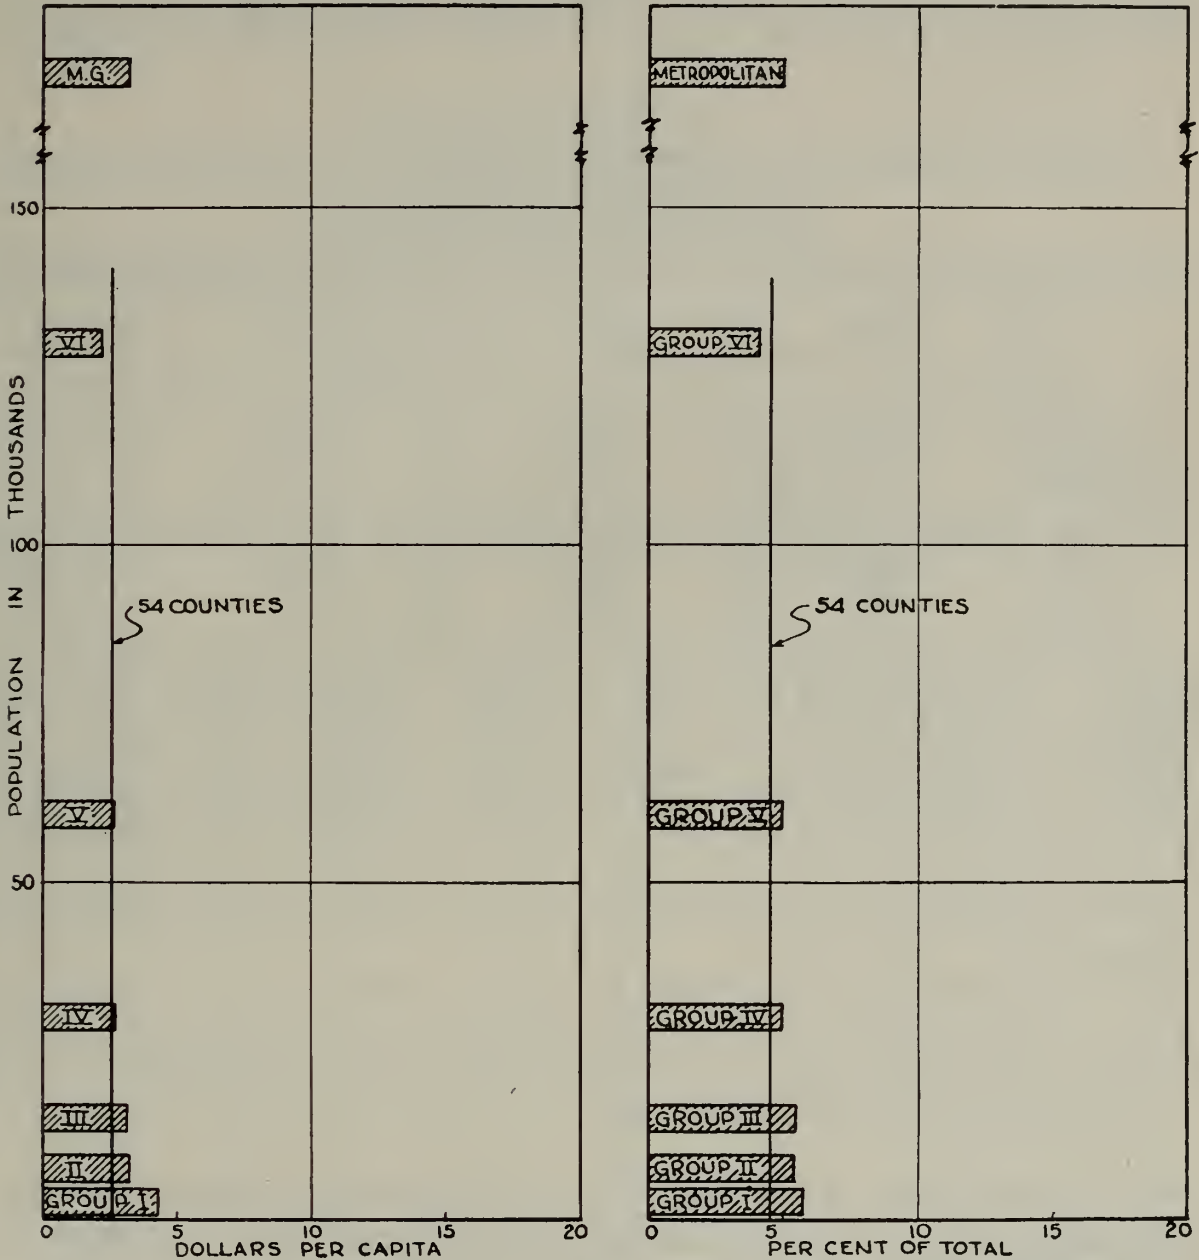 M.G.
150
VI
POPULATION IN THOUSANDS
100
54 COUNTIES
V
50
IV
III
II
GROUP I
0 5 10 15 20
DOLLARS PER CAPITA
METROPOLITAN
GROUP VI
54 COUNTIES
GROUP V
GROUP IV
GROUP III
GROUP II
GROUP I
0 5 10 15 20
PER CENT OF TOTAL